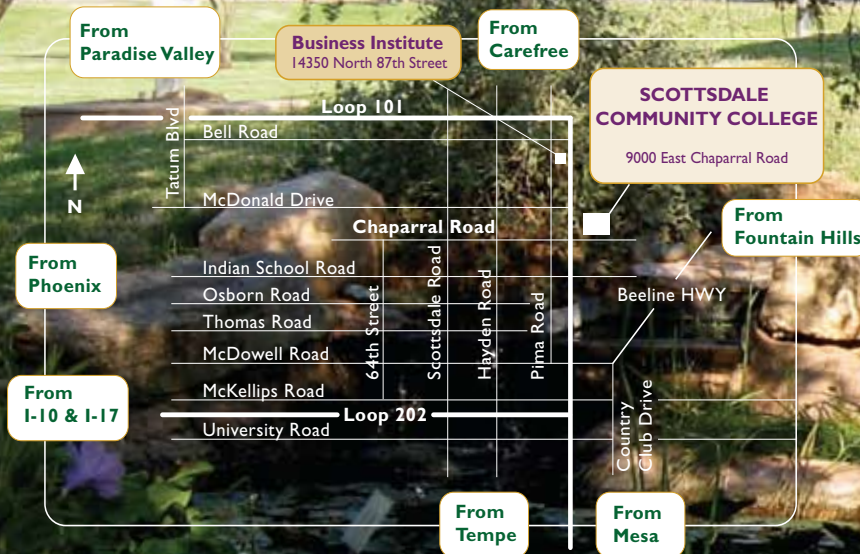 From
Paradise Valley
Business Institute
14350 North 87th Street
From
Carefree
SCOTTSDALE
COMMUNITY COLLEGE
9000 East Chaparral Road
Loop 101
Bell Road
Tatum Blvd
N
McDonald Drive
Chaparral Road
From
Fountain Hills
From
Phoenix
Indian School Road
Osborn Road
Thomas Road
McDowell Road
64th Street
Scottsdale Road
Hayden Road
Pima Road
Beeline HWY
From
I-10 & I-17
McKellips Road
Loop 202
University Road
Country
Club Drive
From
Tempe
From
Mesa